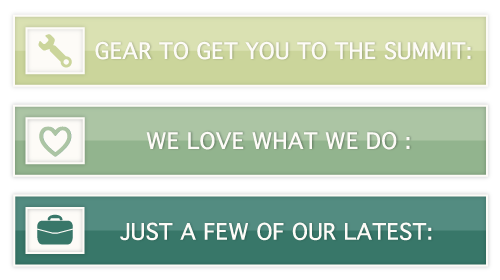 GEAR TO GET YOU TO THE SUMMIT:
WE LOVE WHAT WE DO :
JUST A FEW OF OUR LATEST: